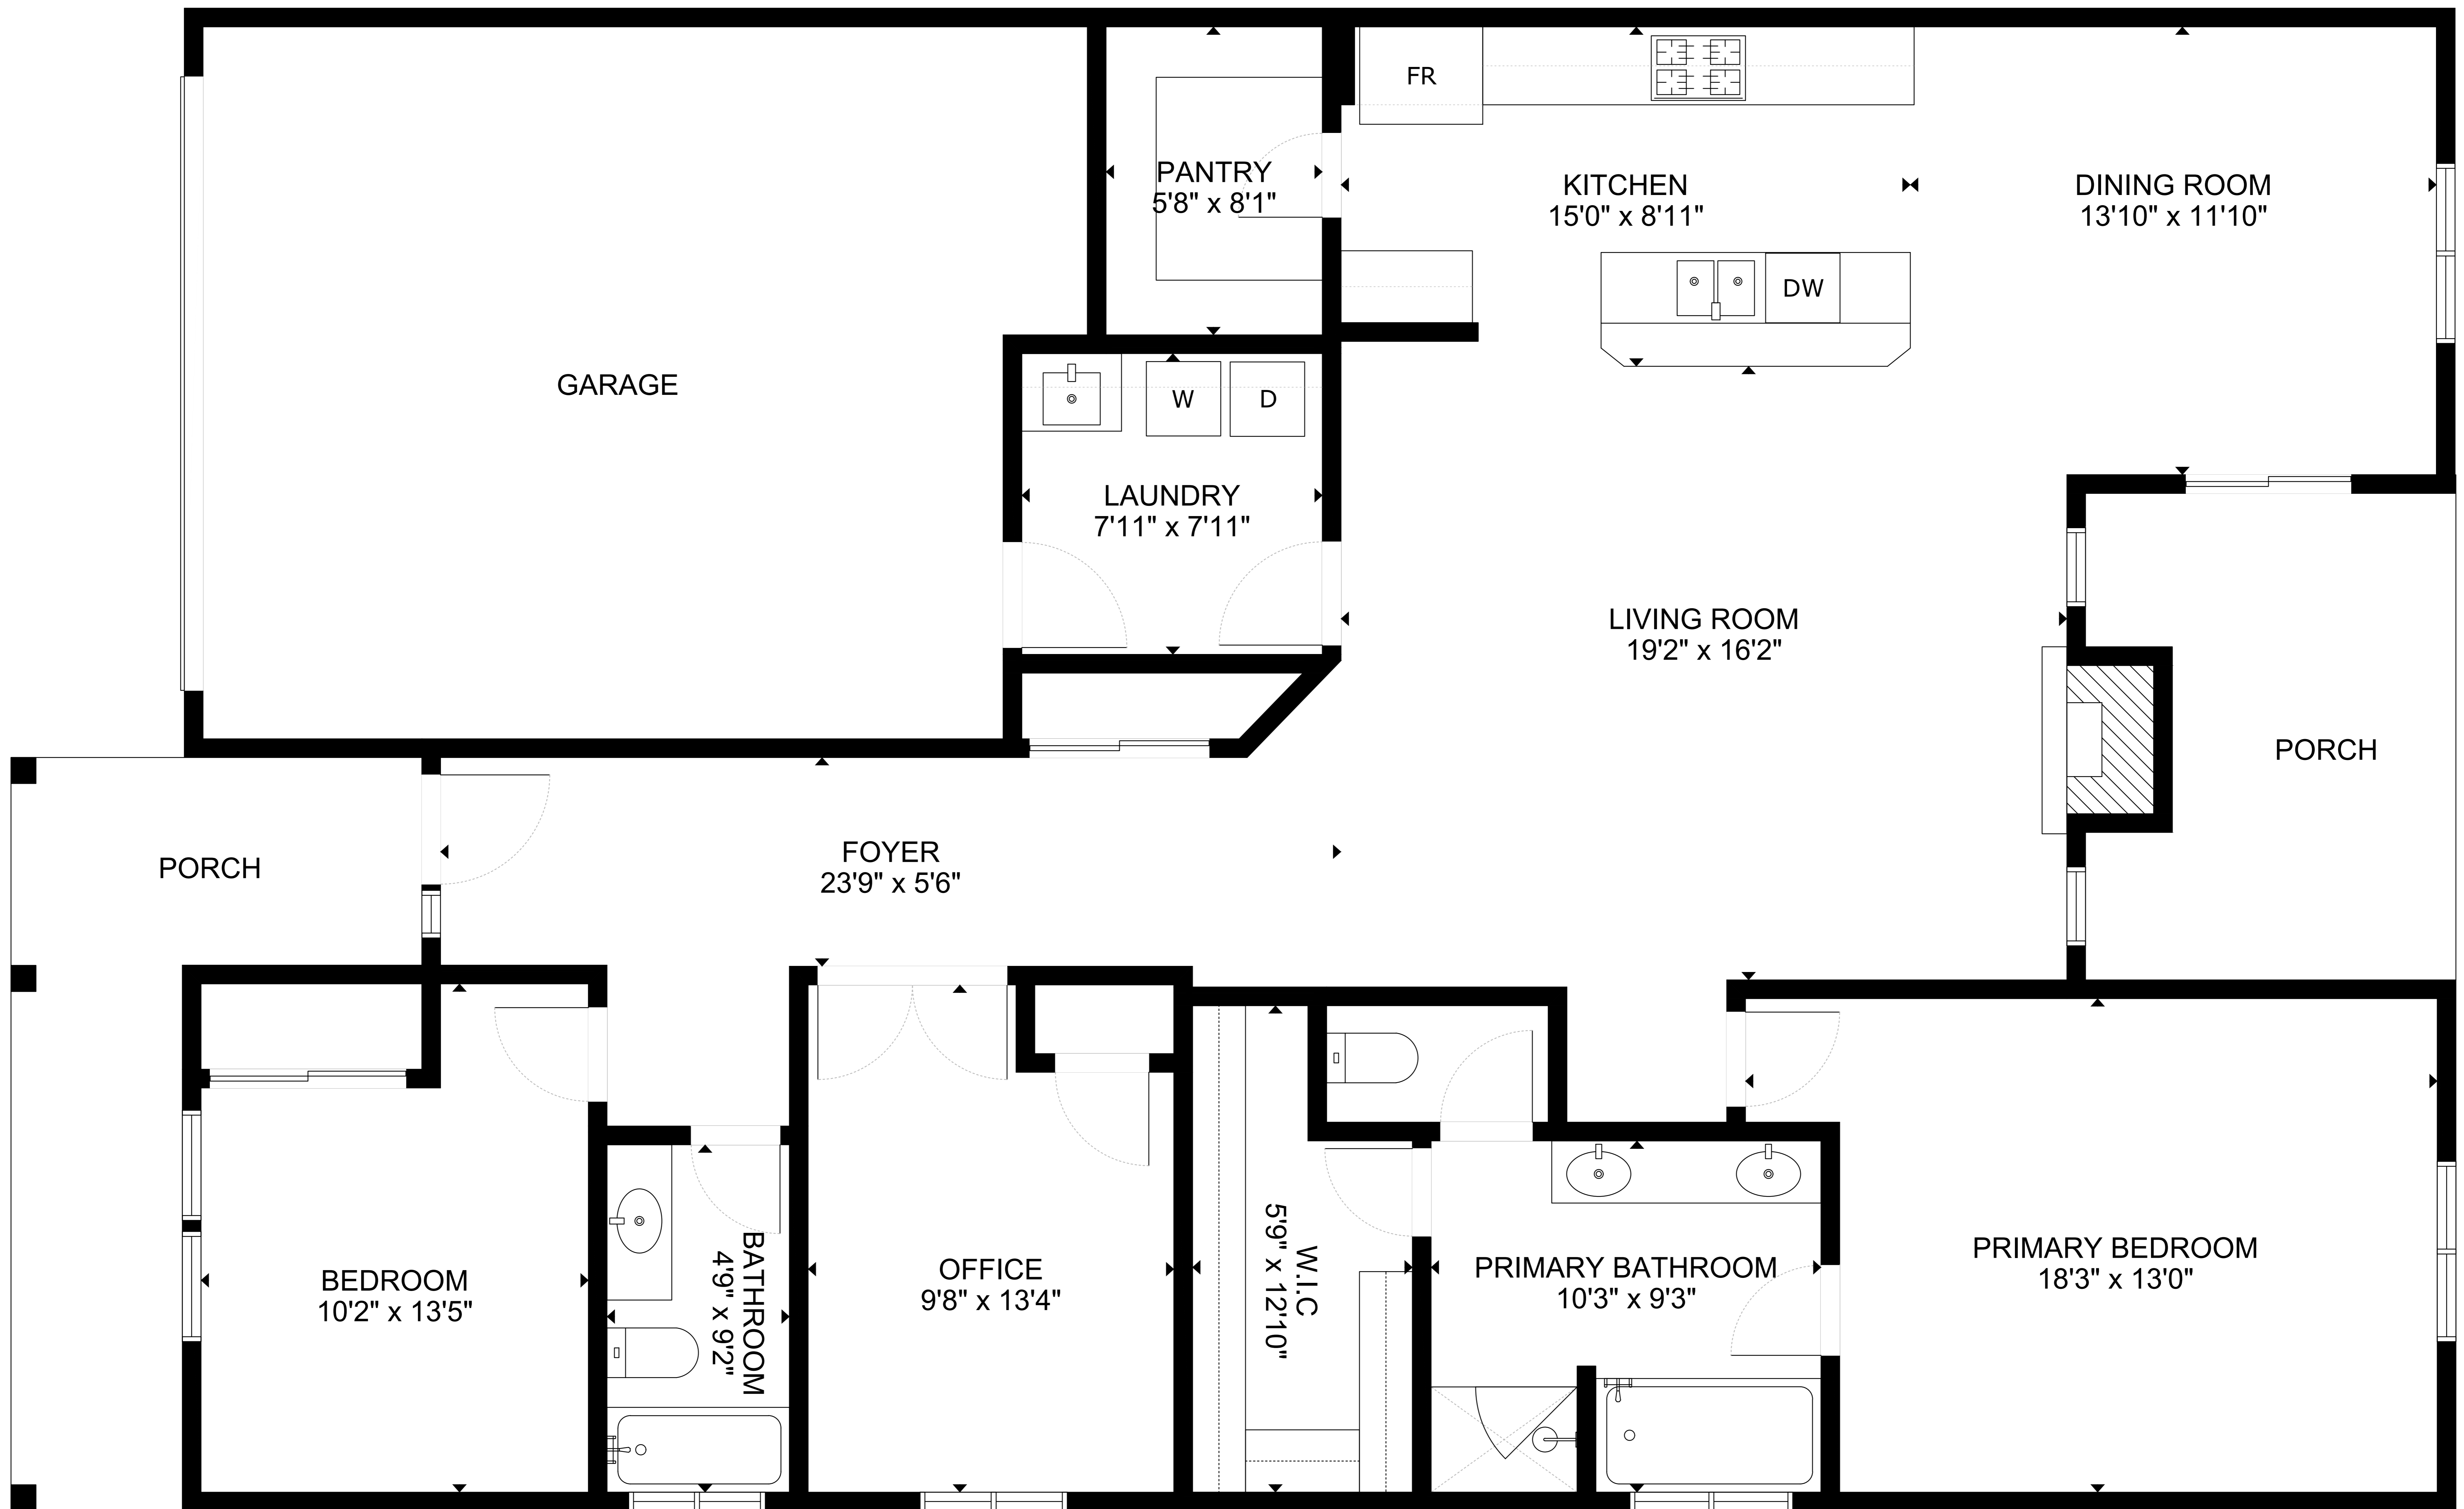 FR
PANTRY
5'8" x 8'1"
KITCHEN
15'0" x 8'11"
DINING ROOM
13'10" x 11'10"
DW
GARAGE
W
D
LAUNDRY
7'11" x 7'11"
LIVING ROOM
19'2" x 16'2"
PORCH
FOYER
23'9" x 5'6"
PORCH
BEDROOM
10'2" x 13'5"
BATHROOM
4'9" x 9'2"
OFFICE
9'8" x 13'4"
W.I.C
5'9" x 12'10"
PRIMARY BATHROOM
10'3" x 9'3"
PRIMARY BEDROOM
18'3" x 13'0"